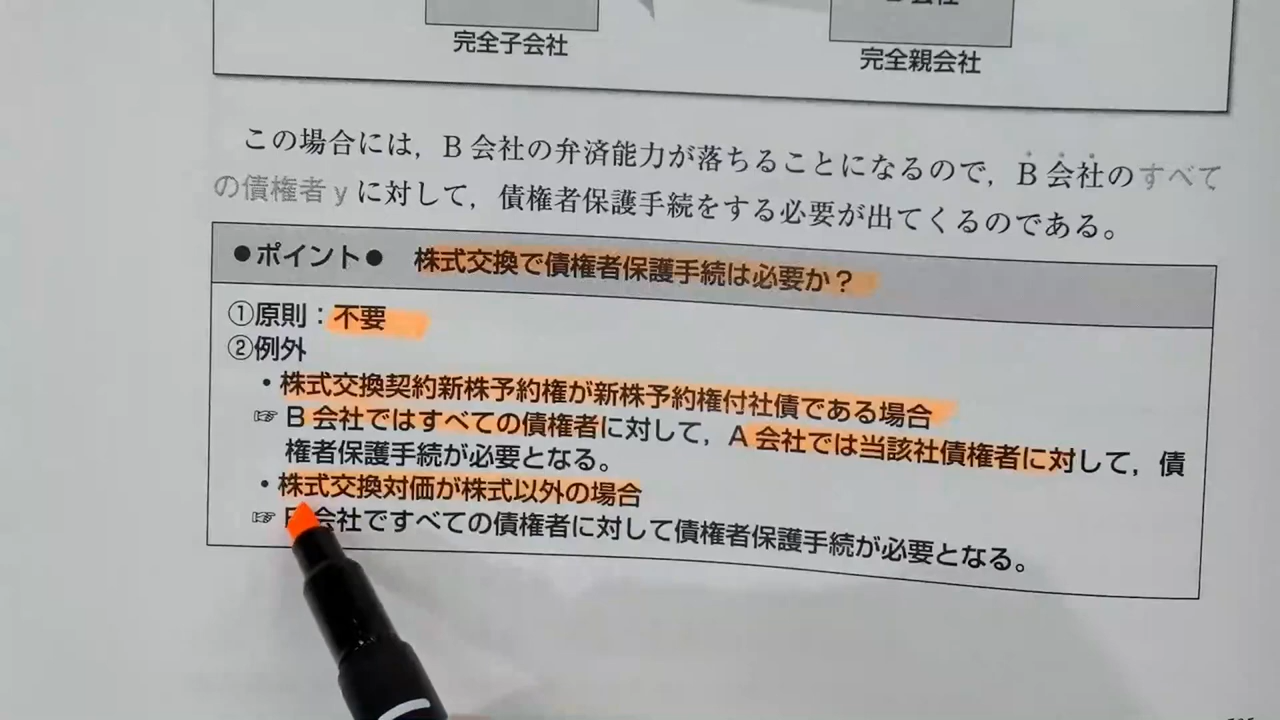 会社
完全子会社
完全親会社
この場合には，B会社の弁済能力が落ちることになるので，B会社のすべて
の債権者yに対して，債権者保護手続をする必要が出てくるのである。
●ポイント● 株式交換で債権者保護手続は必要か？
①原則：不要
②例外
・株式交換契約新株予約権が新株予約権付社債である場合
☞ B会社ではすべての債権者に対して，A会社では当該社債権者に対して，債
権者保護手続が必要となる。
・株式交換対価が株式以外の場合
☞ B会社ですべての債権者に対して債権者保護手続が必要となる。